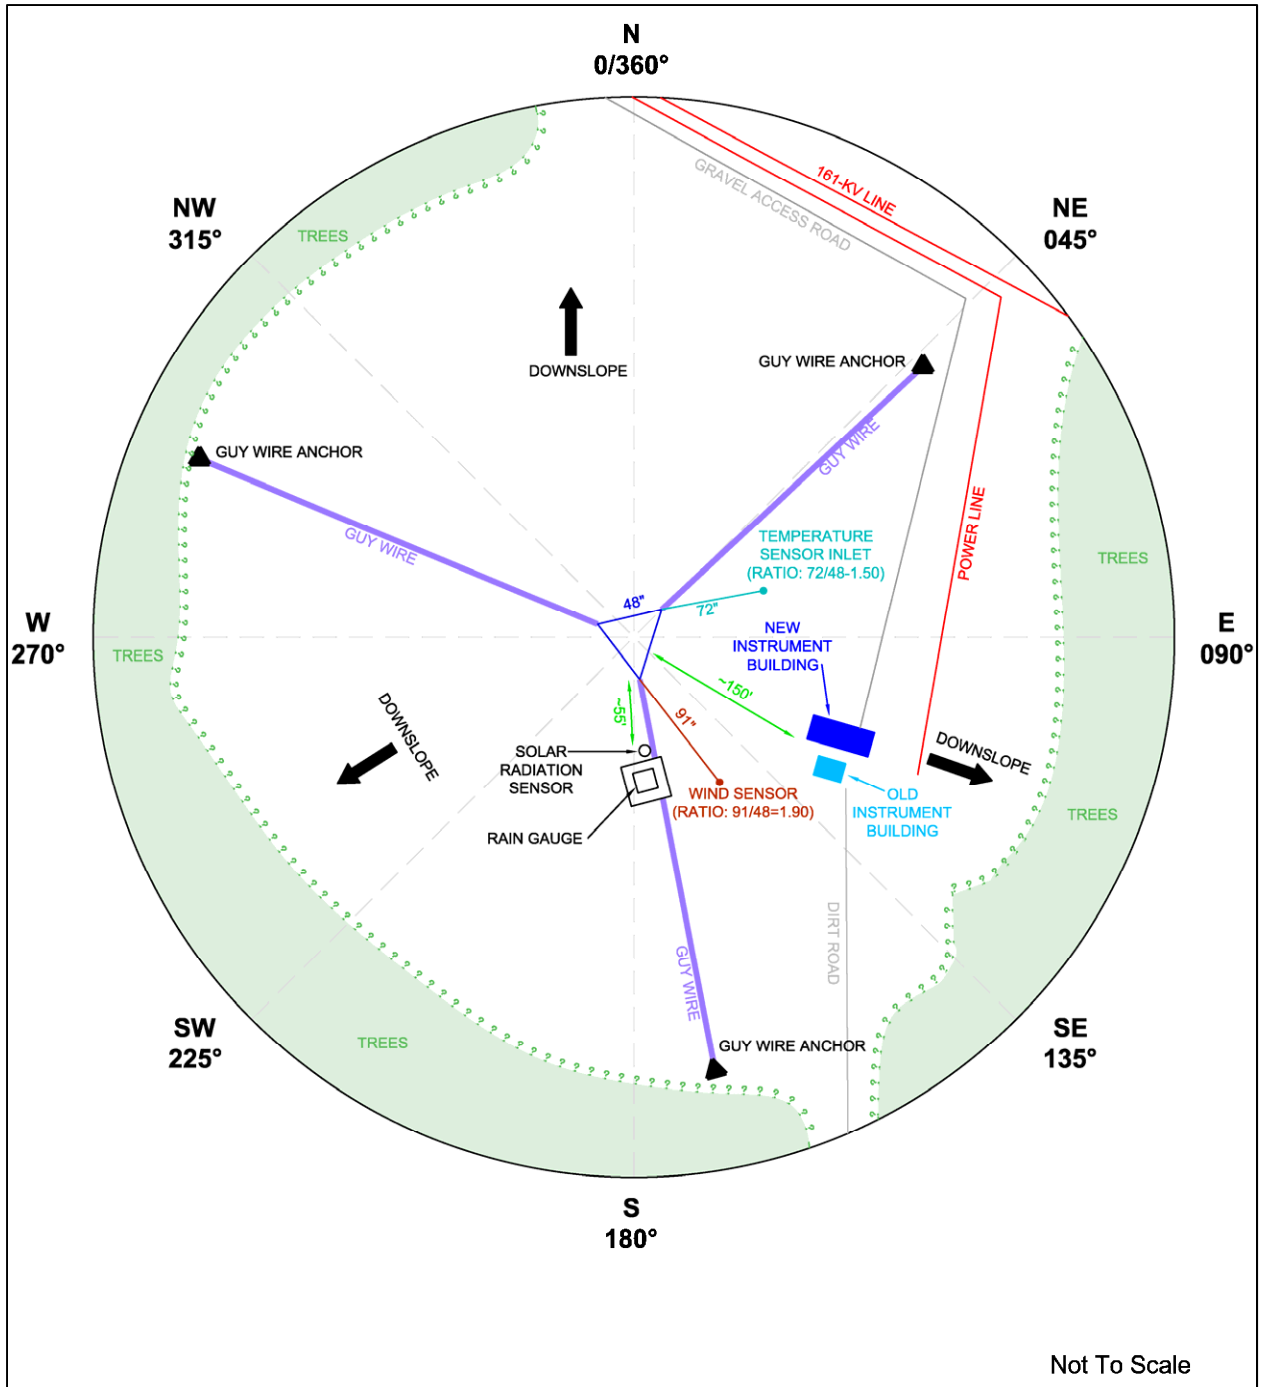 N
0/360°
NW
315°
NE
045°
161-KV LINE
GRAVEL ACCESS ROAD
TREES
DOWNSLOPE
GUY WIRE ANCHOR
GUY WIRE
GUY WIRE ANCHOR
GUY WIRE
TEMPERATURE
SENSOR INLET
(RATIO: 72/48-1.50)
POWER LINE
TREES
48"
72"
W
270°
E
090°
TREES
NEW
INSTRUMENT
BUILDING
~150'
~55'
91"
DOWNSLOPE
DOWNSLOPE
SOLAR
RADIATION
SENSOR
WIND SENSOR
(RATIO: 91/48=1.90)
OLD
INSTRUMENT
BUILDING
TREES
RAIN GAUGE
DIRT ROAD
GUY WIRE
SW
225°
SE
135°
TREES
GUY WIRE ANCHOR
S
180°
Not To Scale